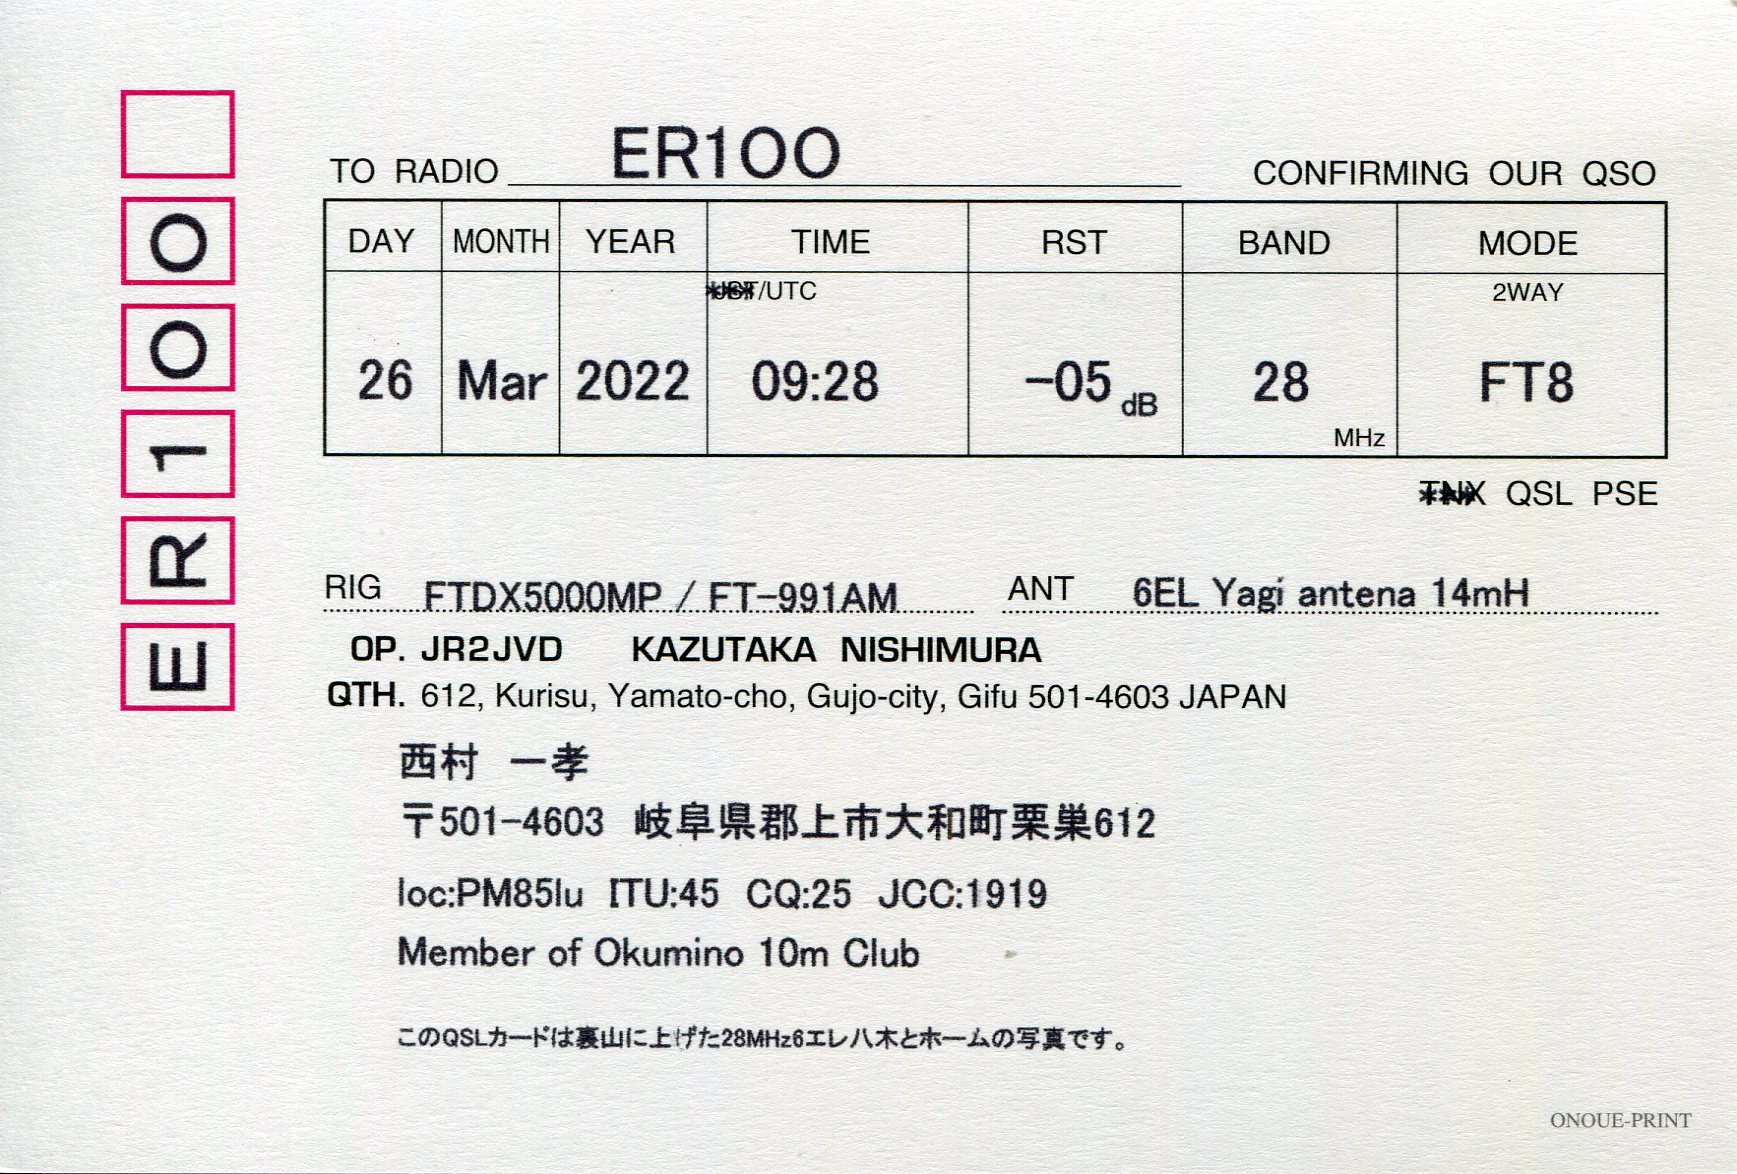 ER100
TO RADIO ER100 CONFIRMING OUR QSO
DAY MONTH YEAR TIME RST BAND MODE
JST/UTC 2WAY
26 Mar 2022 09:28 -05 dB 28 MHz FT8
TNX QSL PSE
RIG FTDX5000MP / FT-991AM ANT 6EL Yagi antena 14mH
OP. JR2JVD KAZUTAKA NISHIMURA
QTH. 612, Kurisu, Yamato-cho, Gujo-city, Gifu 501-4603 JAPAN
西村 一孝
〒501-4603 岐阜県郡上市大和町栗巣612
loc:PM85lu ITU:45 CQ:25 JCC:1919
Member of Okumino 10m Club
このQSLカードは裏山に上げた28MHz6エレ八木とホームの写真です。
ONOUE-PRINT